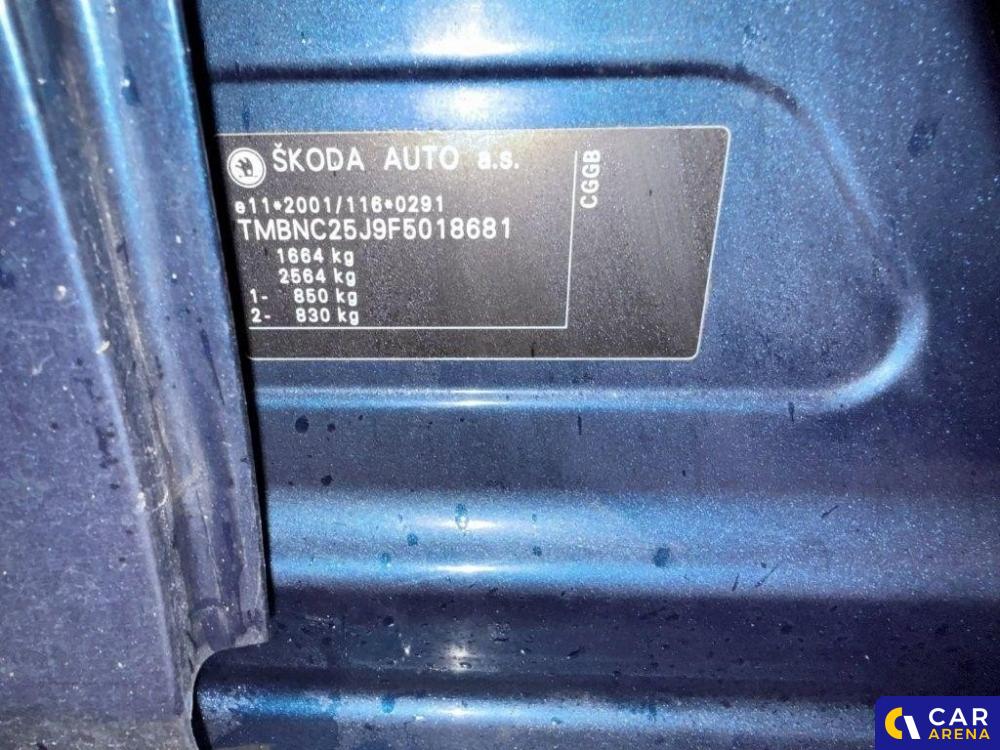 ŠKODA AUTO a.s.
e11*2001/116*0291
TMBNC25J9F5018681
1664 kg
2564 kg
1- 850 kg
2- 830 kg
CGGB
CAR
ARENA